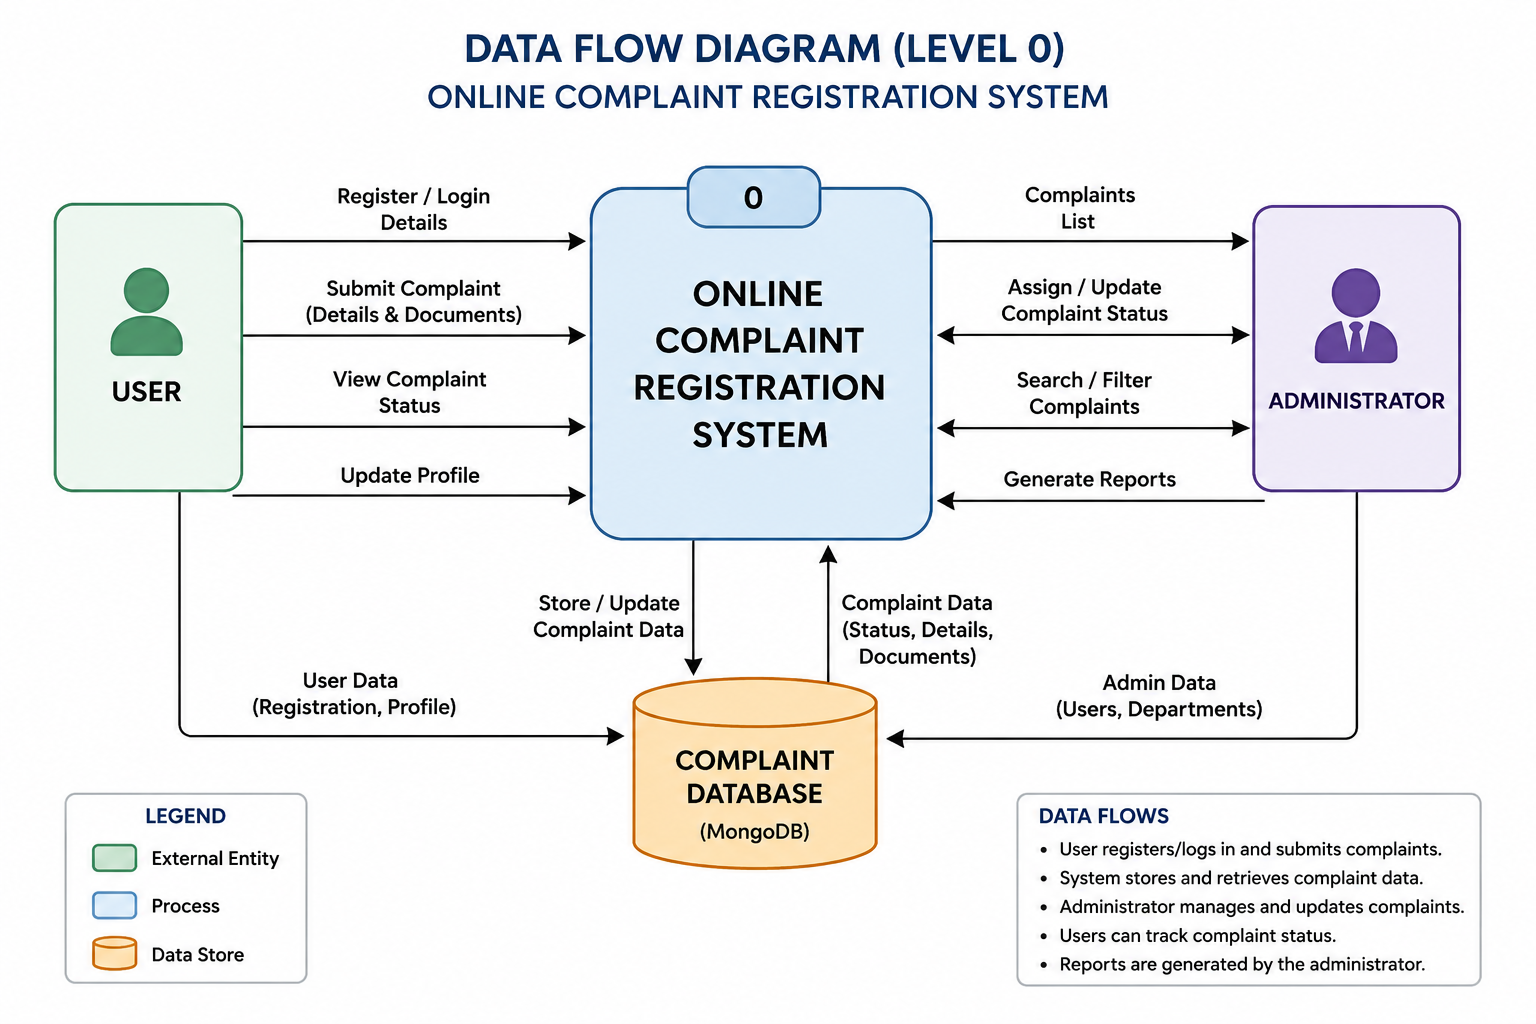 DATA FLOW DIAGRAM (LEVEL 0)
ONLINE COMPLAINT REGISTRATION SYSTEM
Register / Login
Details
Submit Complaint
(Details & Documents)
View Complaint
Status
Update Profile
USER
0
ONLINE
COMPLAINT
REGISTRATION
SYSTEM
Complaints
List
Assign / Update
Complaint Status
Search / Filter
Complaints
Generate Reports
ADMINISTRATOR
Store / Update
Complaint Data
Complaint Data
(Status, Details,
Documents)
User Data
(Registration, Profile)
Admin Data
(Users, Departments)
COMPLAINT
DATABASE
(MongoDB)
LEGEND
External Entity
Process
Data Store
DATA FLOWS
• User registers/logs in and submits complaints.
• System stores and retrieves complaint data.
• Administrator manages and updates complaints.
• Users can track complaint status.
• Reports are generated by the administrator.